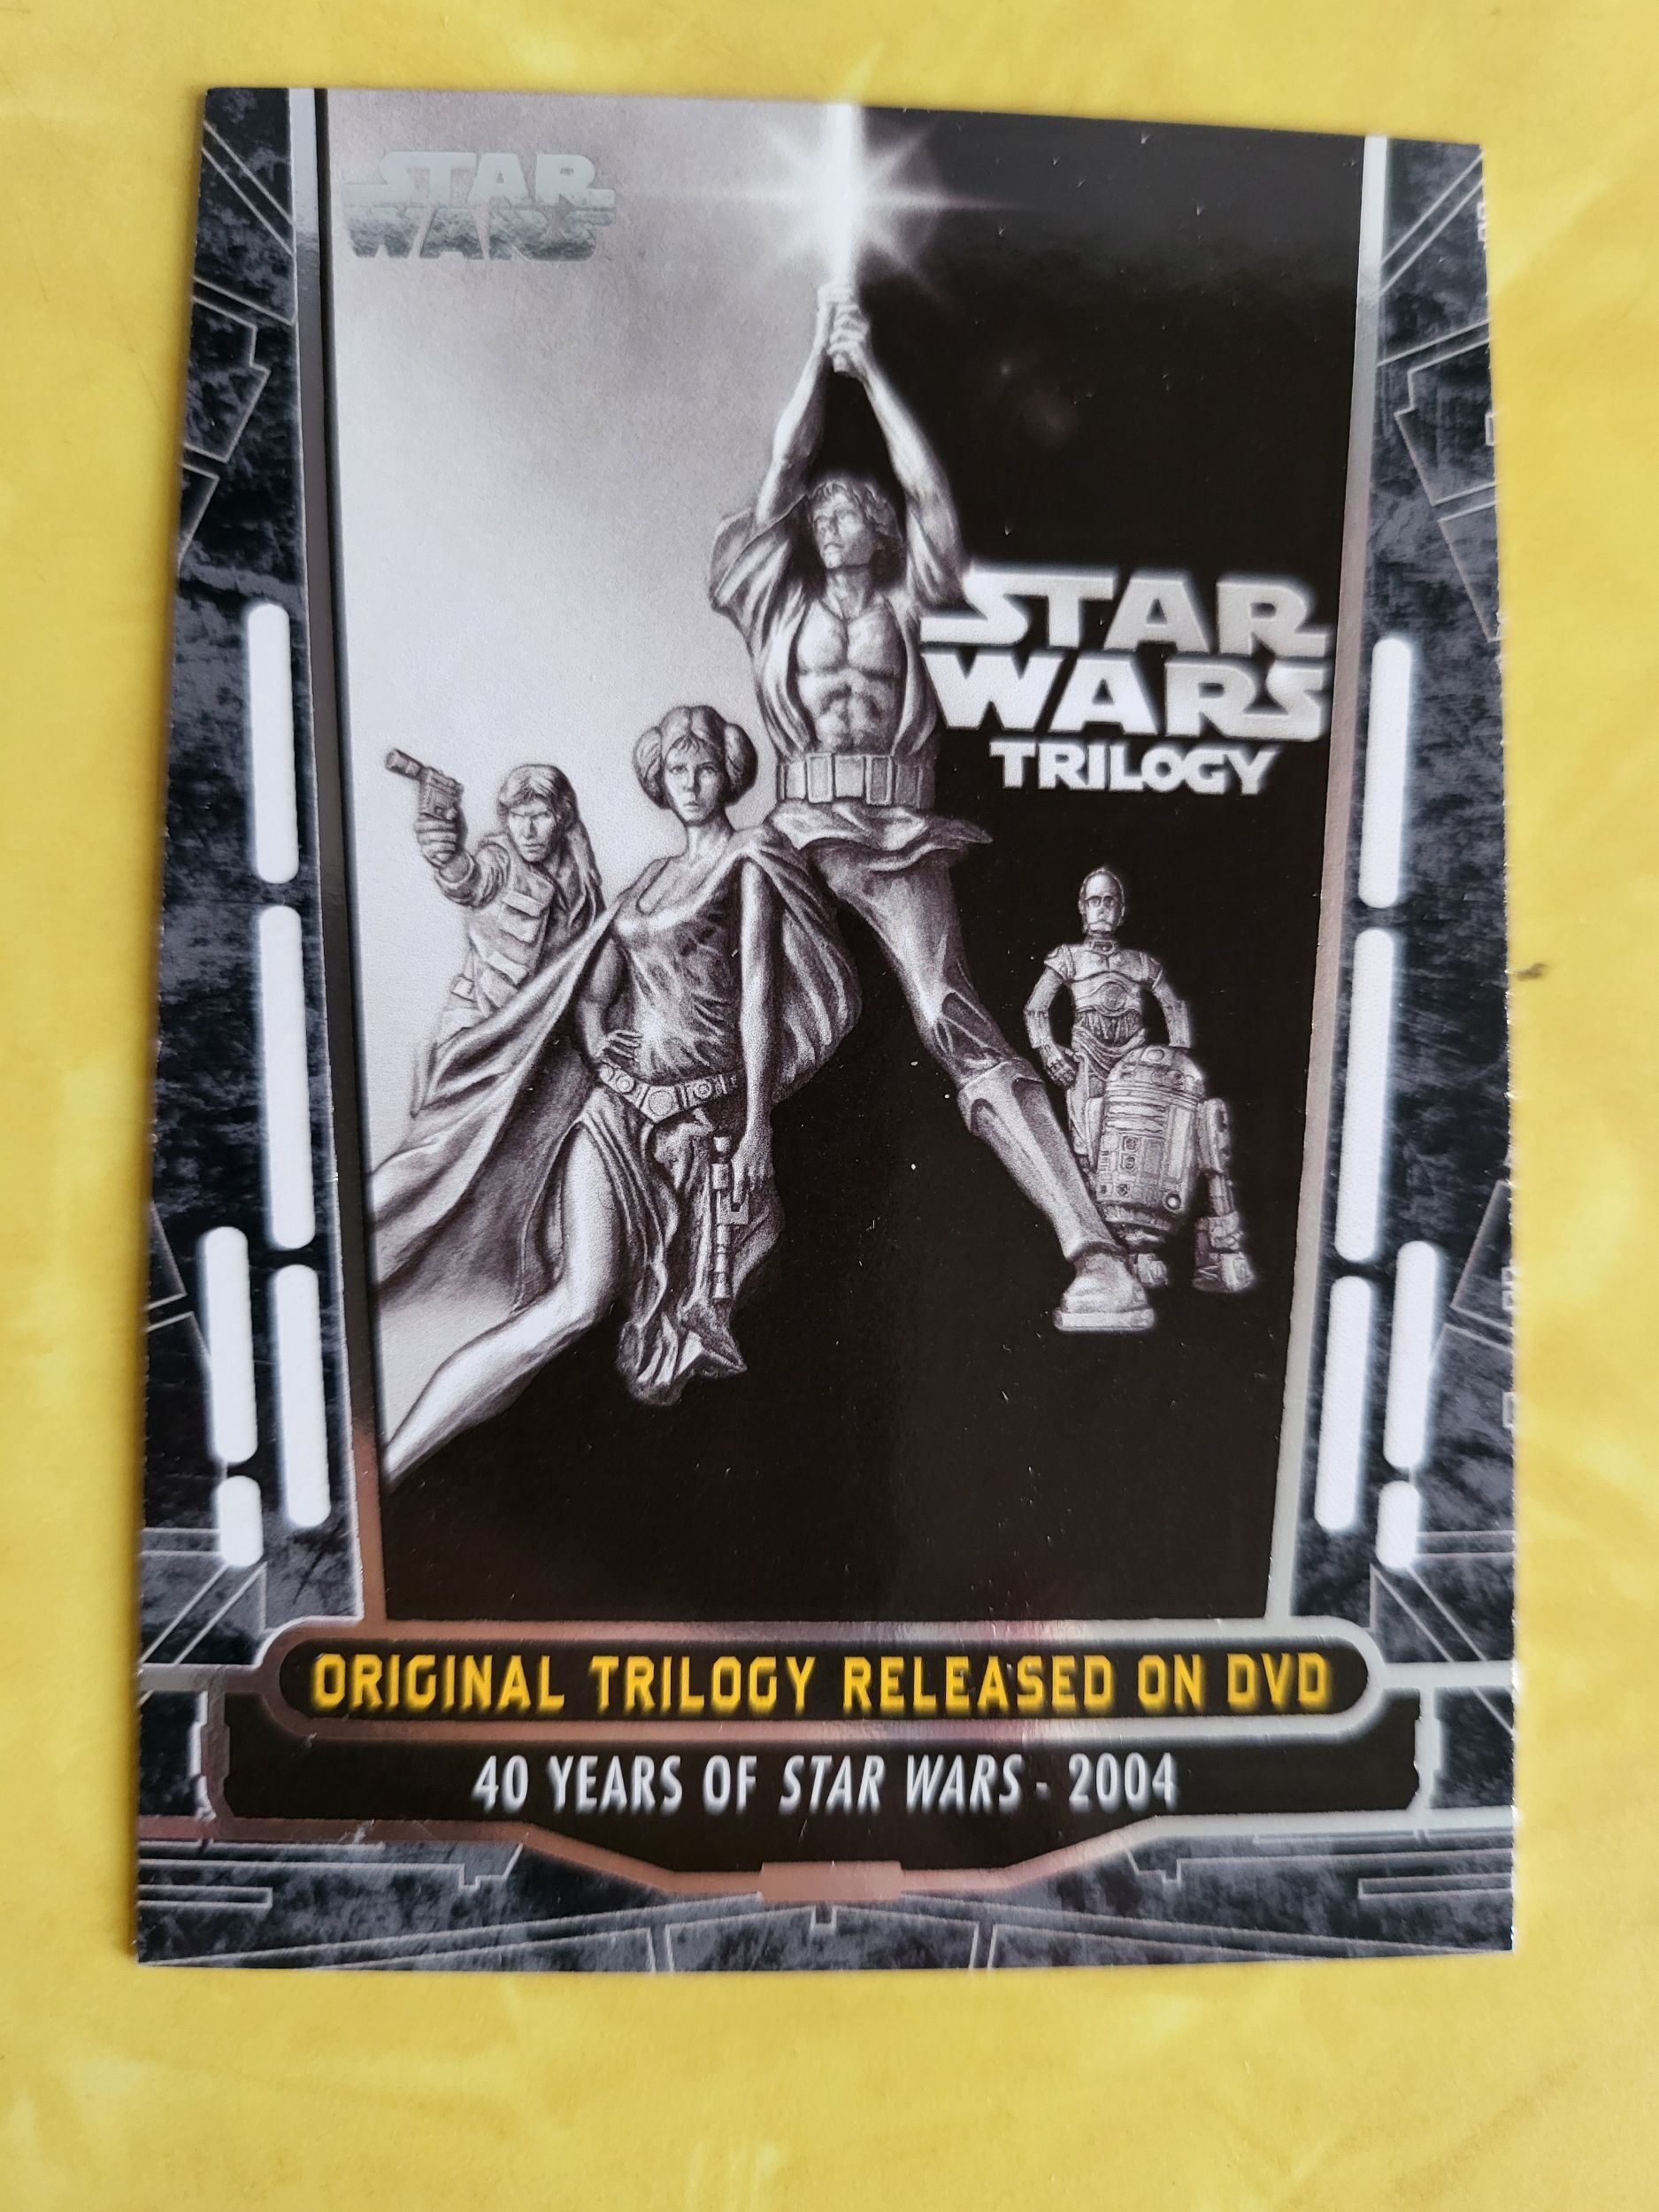 STAR
WARS
STAR
WARS
TRILOGY
ORIGINAL TRILOGY RELEASED ON DVD
40 YEARS OF STAR WARS - 2004